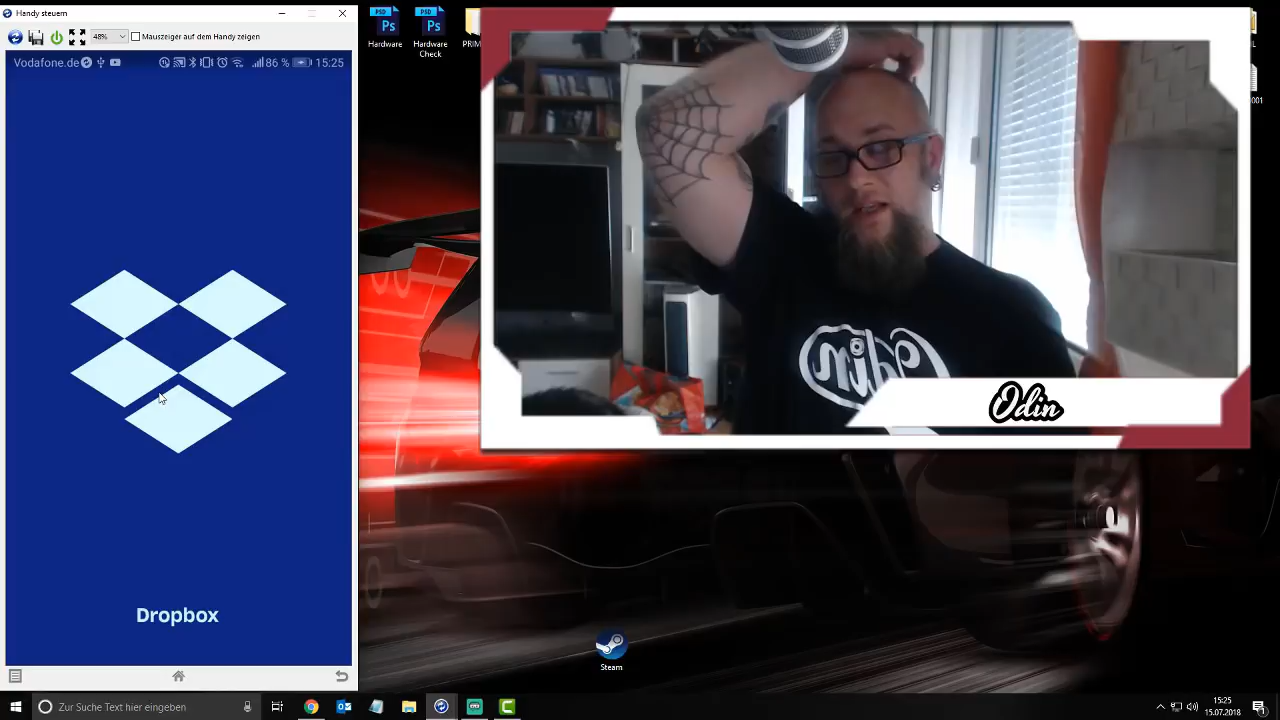 Handy steuern
48%
Mauszeiger auf dem Handy zeigen
Vodafone.de
86 %
15:25
Dropbox
Hardware
Hardware
Check
PRIM
Odin
Odin
Steam
Zur Suche Text hier eingeben
15:25
15.07.2018